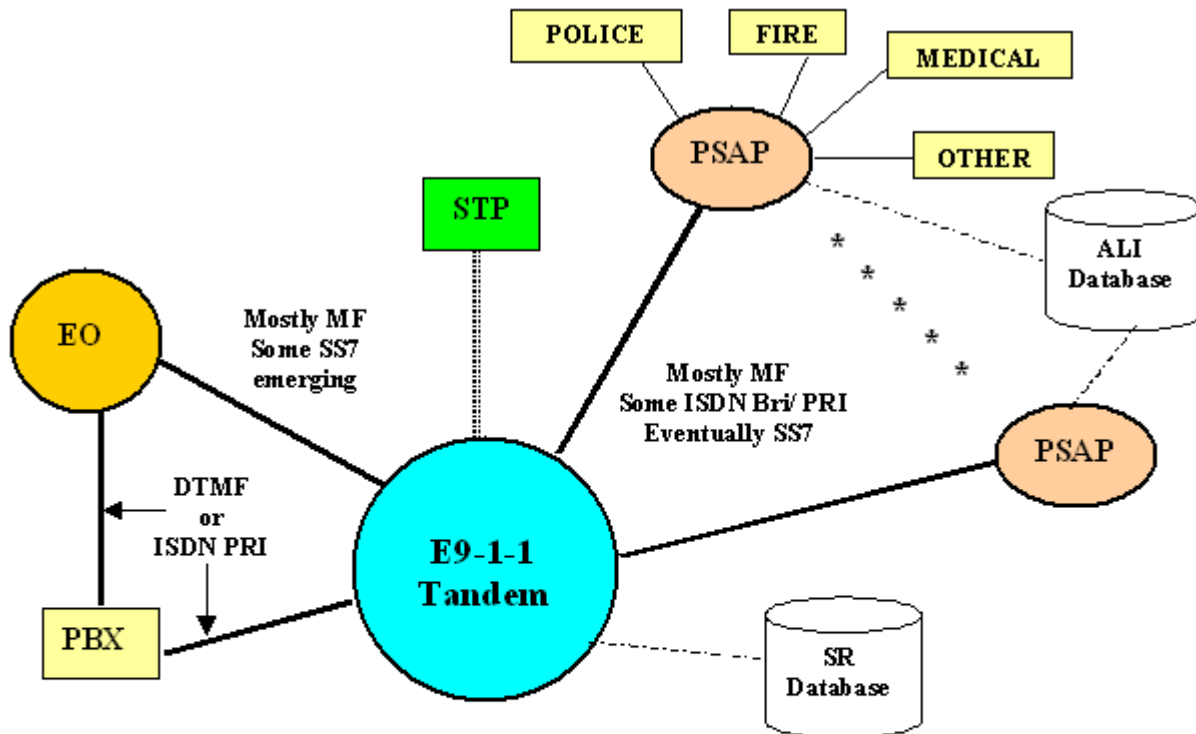 POLICE
FIRE
MEDICAL
PSAP
OTHER
STP
ALI
Database
*
*
*
*
*
EO
Mostly MF
Some SS7
emerging
Mostly MF
Some ISDN Bri/ PRI
Eventually SS7
PSAP
DTMF
or
ISDN PRI
E9-1-1
Tandem
PBX
SR
Database